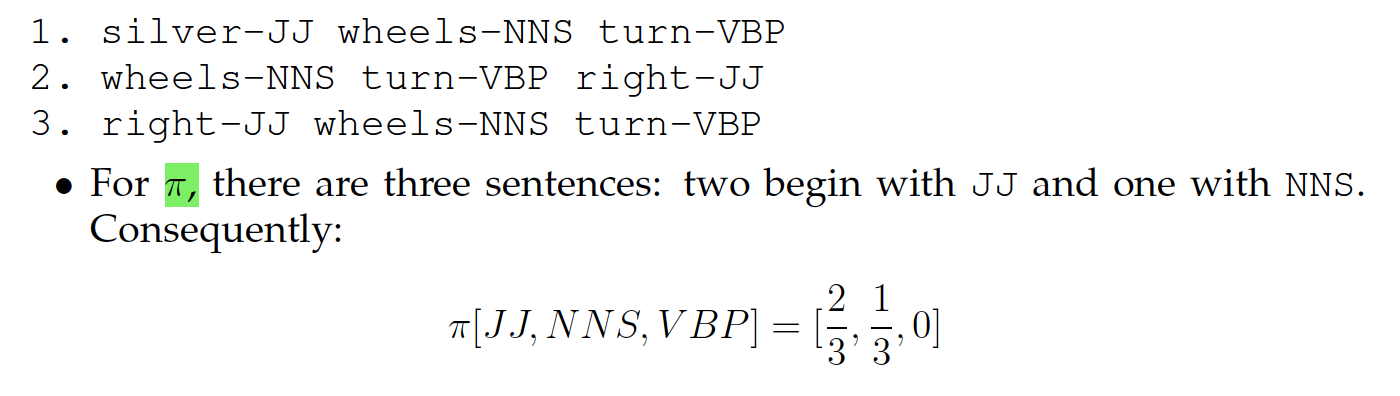 1. silver-JJ wheels-NNS turn-VBP
2. wheels-NNS turn-VBP right-JJ
3. right-JJ wheels-NNS turn-VBP
• For π, there are three sentences: two begin with JJ and one with NNS.
Consequently:
π[JJ, NNS, VBP] = [2/3, 1/3, 0]